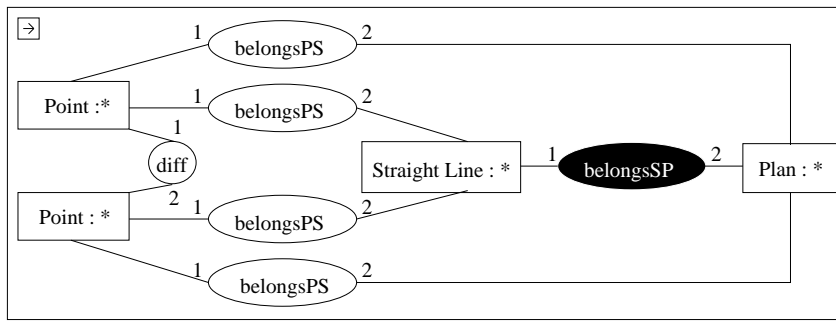 →
1 belongsPS 2
Point :* 1 belongsPS 2
1
diff
2
Straight Line : * 1 belongsSP 2 Plan : *
Point : * 1 belongsPS 2
1 belongsPS 2